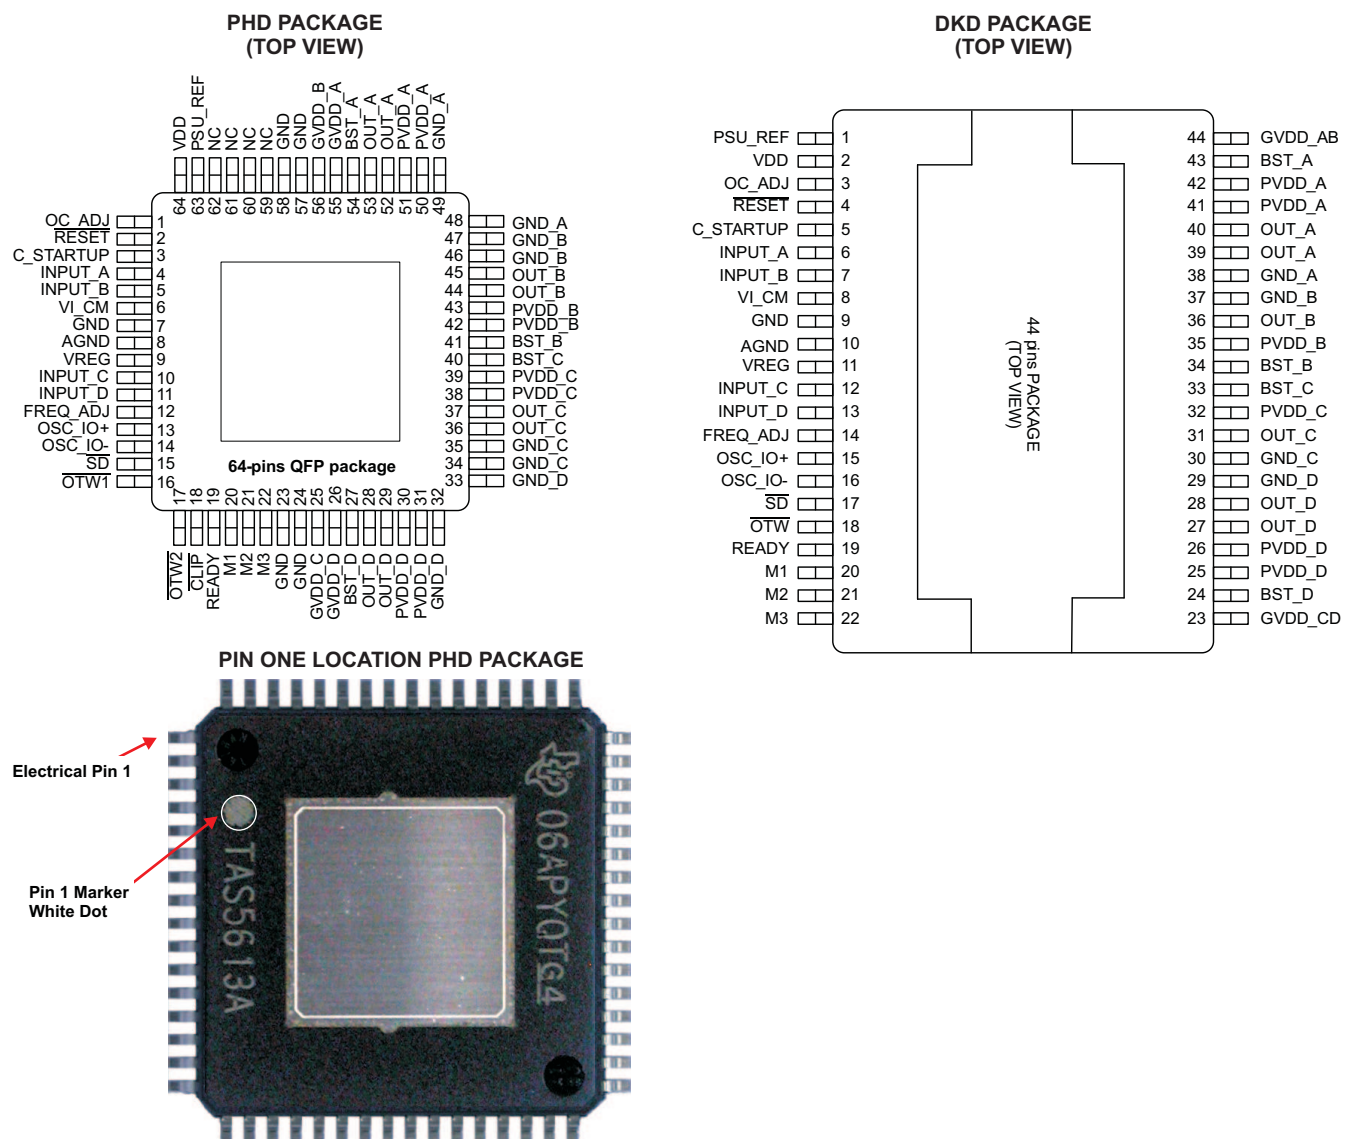 PHD PACKAGE
(TOP VIEW)
VDD
PSU_REF
NC
NC
NC
NC
GND
GND
GVDD_B
GVDD_A
BST_A
OUT_A
OUT_A
PVDD_A
PVDD_A
GND_A
64
63
62
61
60
59
58
57
56
55
54
53
52
51
50
49
OC_ADJ 1
RESET 2
C_STARTUP 3
INPUT_A 4
INPUT_B 5
VI_CM 6
GND 7
AGND 8
VREG 9
INPUT_C 10
INPUT_D 11
FREQ_ADJ 12
OSC_IO+ 13
OSC_IO- 14
SD 15
OTW1 16
48 GND_A
47 GND_B
46 GND_B
45 OUT_B
44 OUT_B
43 PVDD_B
42 PVDD_B
41 BST_B
40 BST_C
39 PVDD_C
38 PVDD_C
37 OUT_C
36 OUT_C
35 GND_C
34 GND_C
33 GND_D
64-pins QFP package
17
18
19
20
21
22
23
24
25
26
27
28
29
30
31
32
OTW2
CLIP
READY
M1
M2
M3
GND
GND
GVDD_C
GVDD_D
BST_D
OUT_D
OUT_D
PVDD_D
PVDD_D
GND_D
DKD PACKAGE
(TOP VIEW)
PSU_REF 1
VDD 2
OC_ADJ 3
RESET 4
C_STARTUP 5
INPUT_A 6
INPUT_B 7
VI_CM 8
GND 9
AGND 10
VREG 11
INPUT_C 12
INPUT_D 13
FREQ_ADJ 14
OSC_IO+ 15
OSC_IO- 16
SD 17
OTW 18
READY 19
M1 20
M2 21
M3 22
44 pins PACKAGE
(TOP VIEW)
44 GVDD_AB
43 BST_A
42 PVDD_A
41 PVDD_A
40 OUT_A
39 OUT_A
38 GND_A
37 GND_B
36 OUT_B
35 PVDD_B
34 BST_B
33 BST_C
32 PVDD_C
31 OUT_C
30 GND_C
29 GND_D
28 OUT_D
27 OUT_D
26 PVDD_D
25 PVDD_D
24 BST_D
23 GVDD_CD
PIN ONE LOCATION PHD PACKAGE
Electrical Pin 1
Pin 1 Marker
White Dot
TAS5613A
06APYQTG4